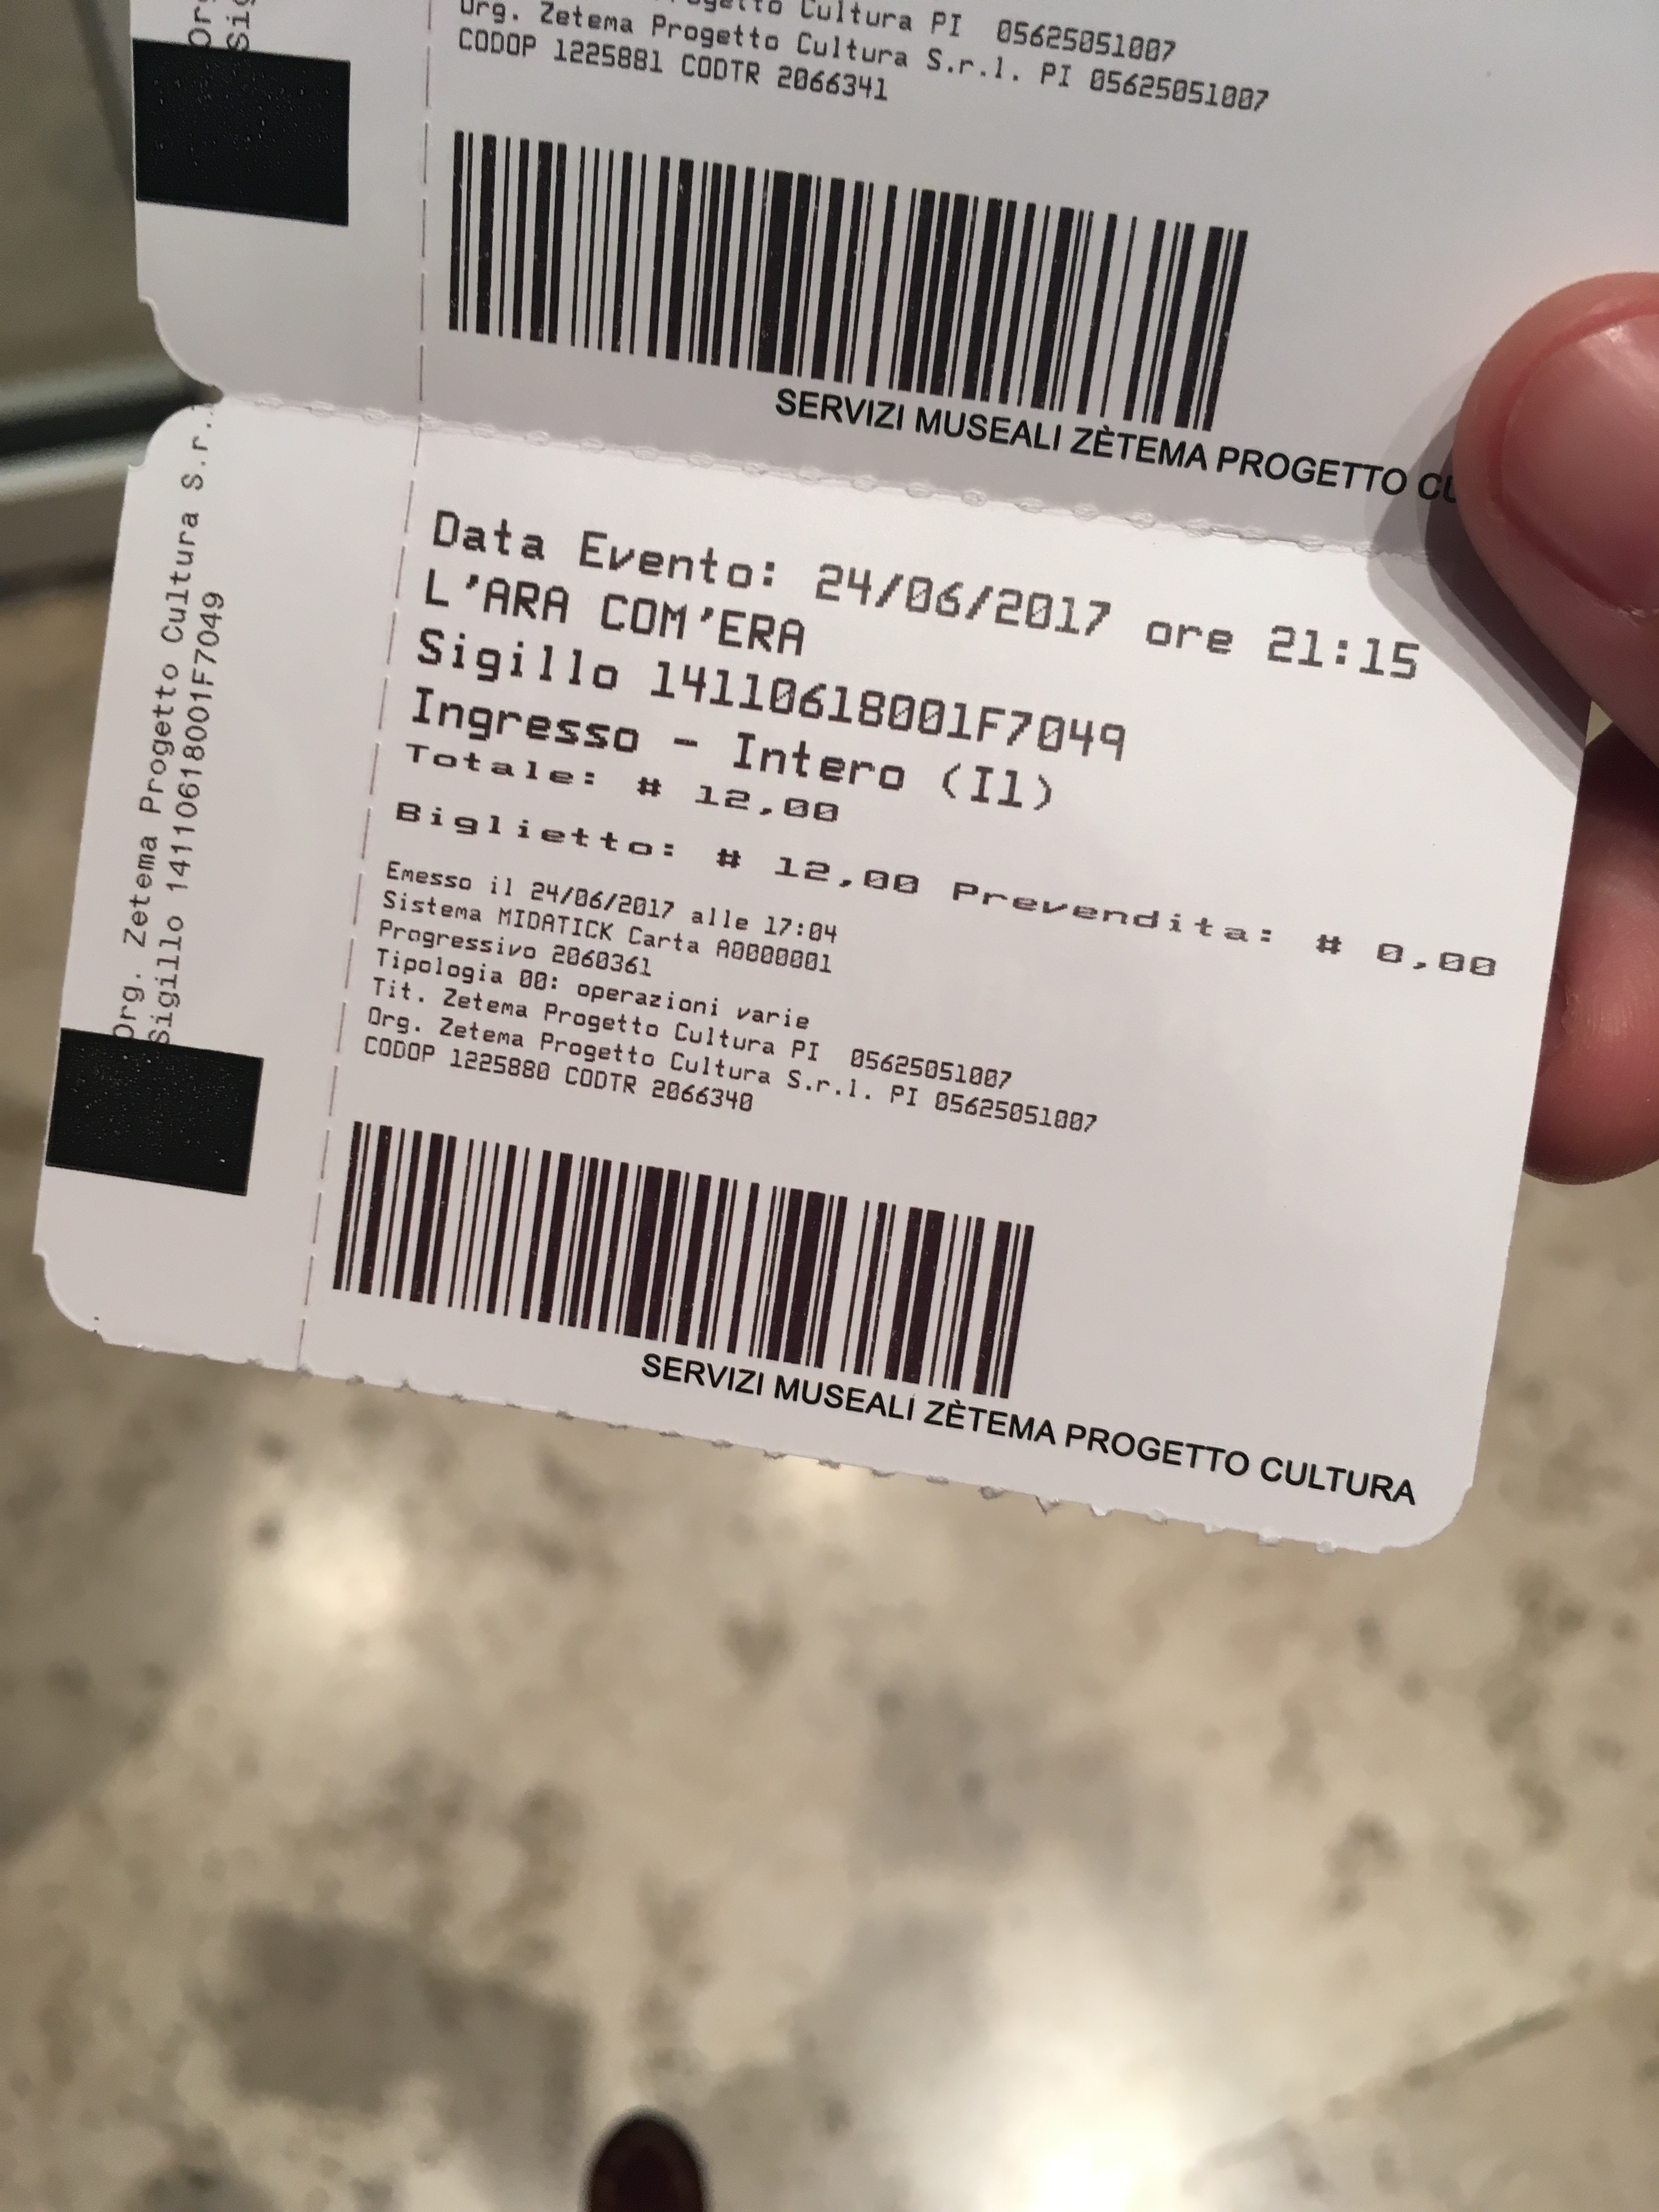 Cultura PI 05625051007
Org. Zetema Progetto Cultura S.r.l. PI 05625051007
CODOP 1225881 CODTR 2066341
SERVIZI MUSEALI ZÈTEMA PROGETTO
Org. Zetema Progetto Cultura S.r.
Sigillo 14110618001F7049
Data Evento: 24/06/2017 ore 21:15
L'ARA COM'ERA
Sigillo 14110618001F7049
Ingresso - Intero (I1)
Totale: # 12,00
Biglietto: # 12,00 Prevendita: # 0,00
Emesso il 24/06/2017 alle 17:04
Sistema MIDATICK Carta A0000001
Progressivo 2060361
Tipologia 00: operazioni varie
Tit. Zetema Progetto Cultura PI 05625051007
Org. Zetema Progetto Cultura S.r.l. PI 05625051007
CODOP 1225880 CODTR 2066340
SERVIZI MUSEALI ZÈTEMA PROGETTO CULTURA